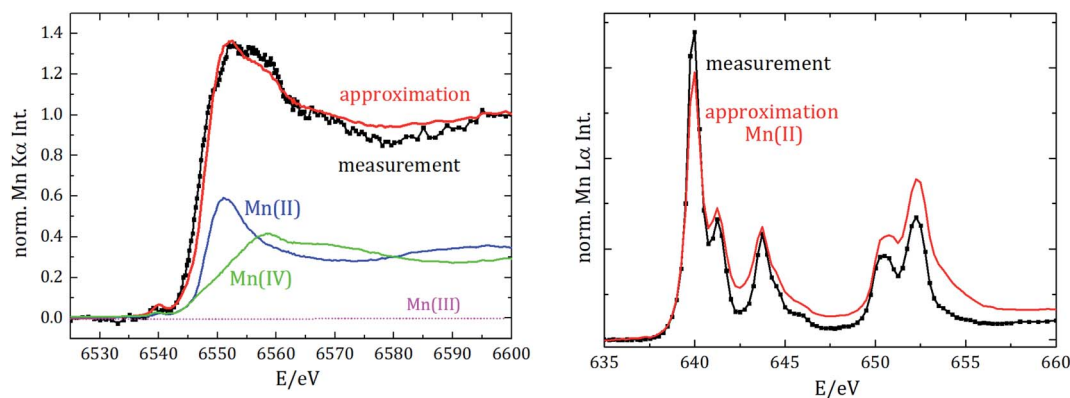 norm. Mn Kα Int.
1.4
1.2
1.0
0.8
0.6
0.4
0.2
0.0
approximation
measurement
Mn(II)
Mn(IV)
Mn(III)
6530 6540 6550 6560 6570 6580 6590 6600
E/eV
norm. Mn Lα Int.
measurement
approximation
Mn(II)
635 640 645 650 655 660
E/eV